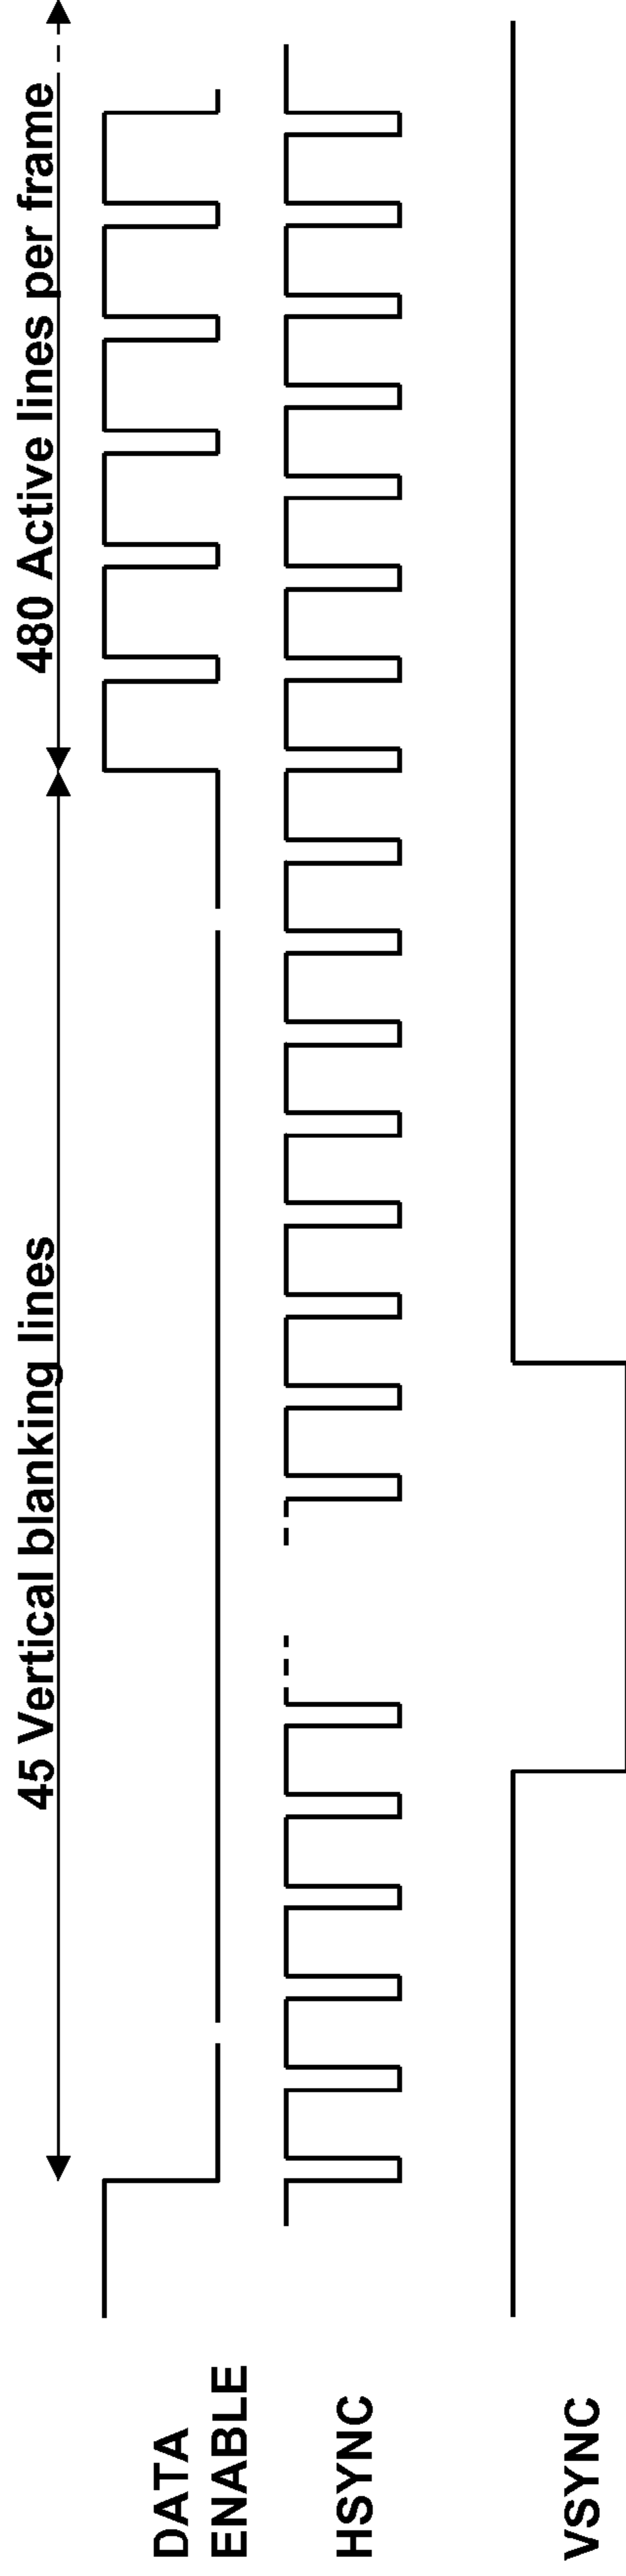 45 Vertical blanking lines
480 Active lines per frame
DATA
ENABLE
HSYNC
VSYNC